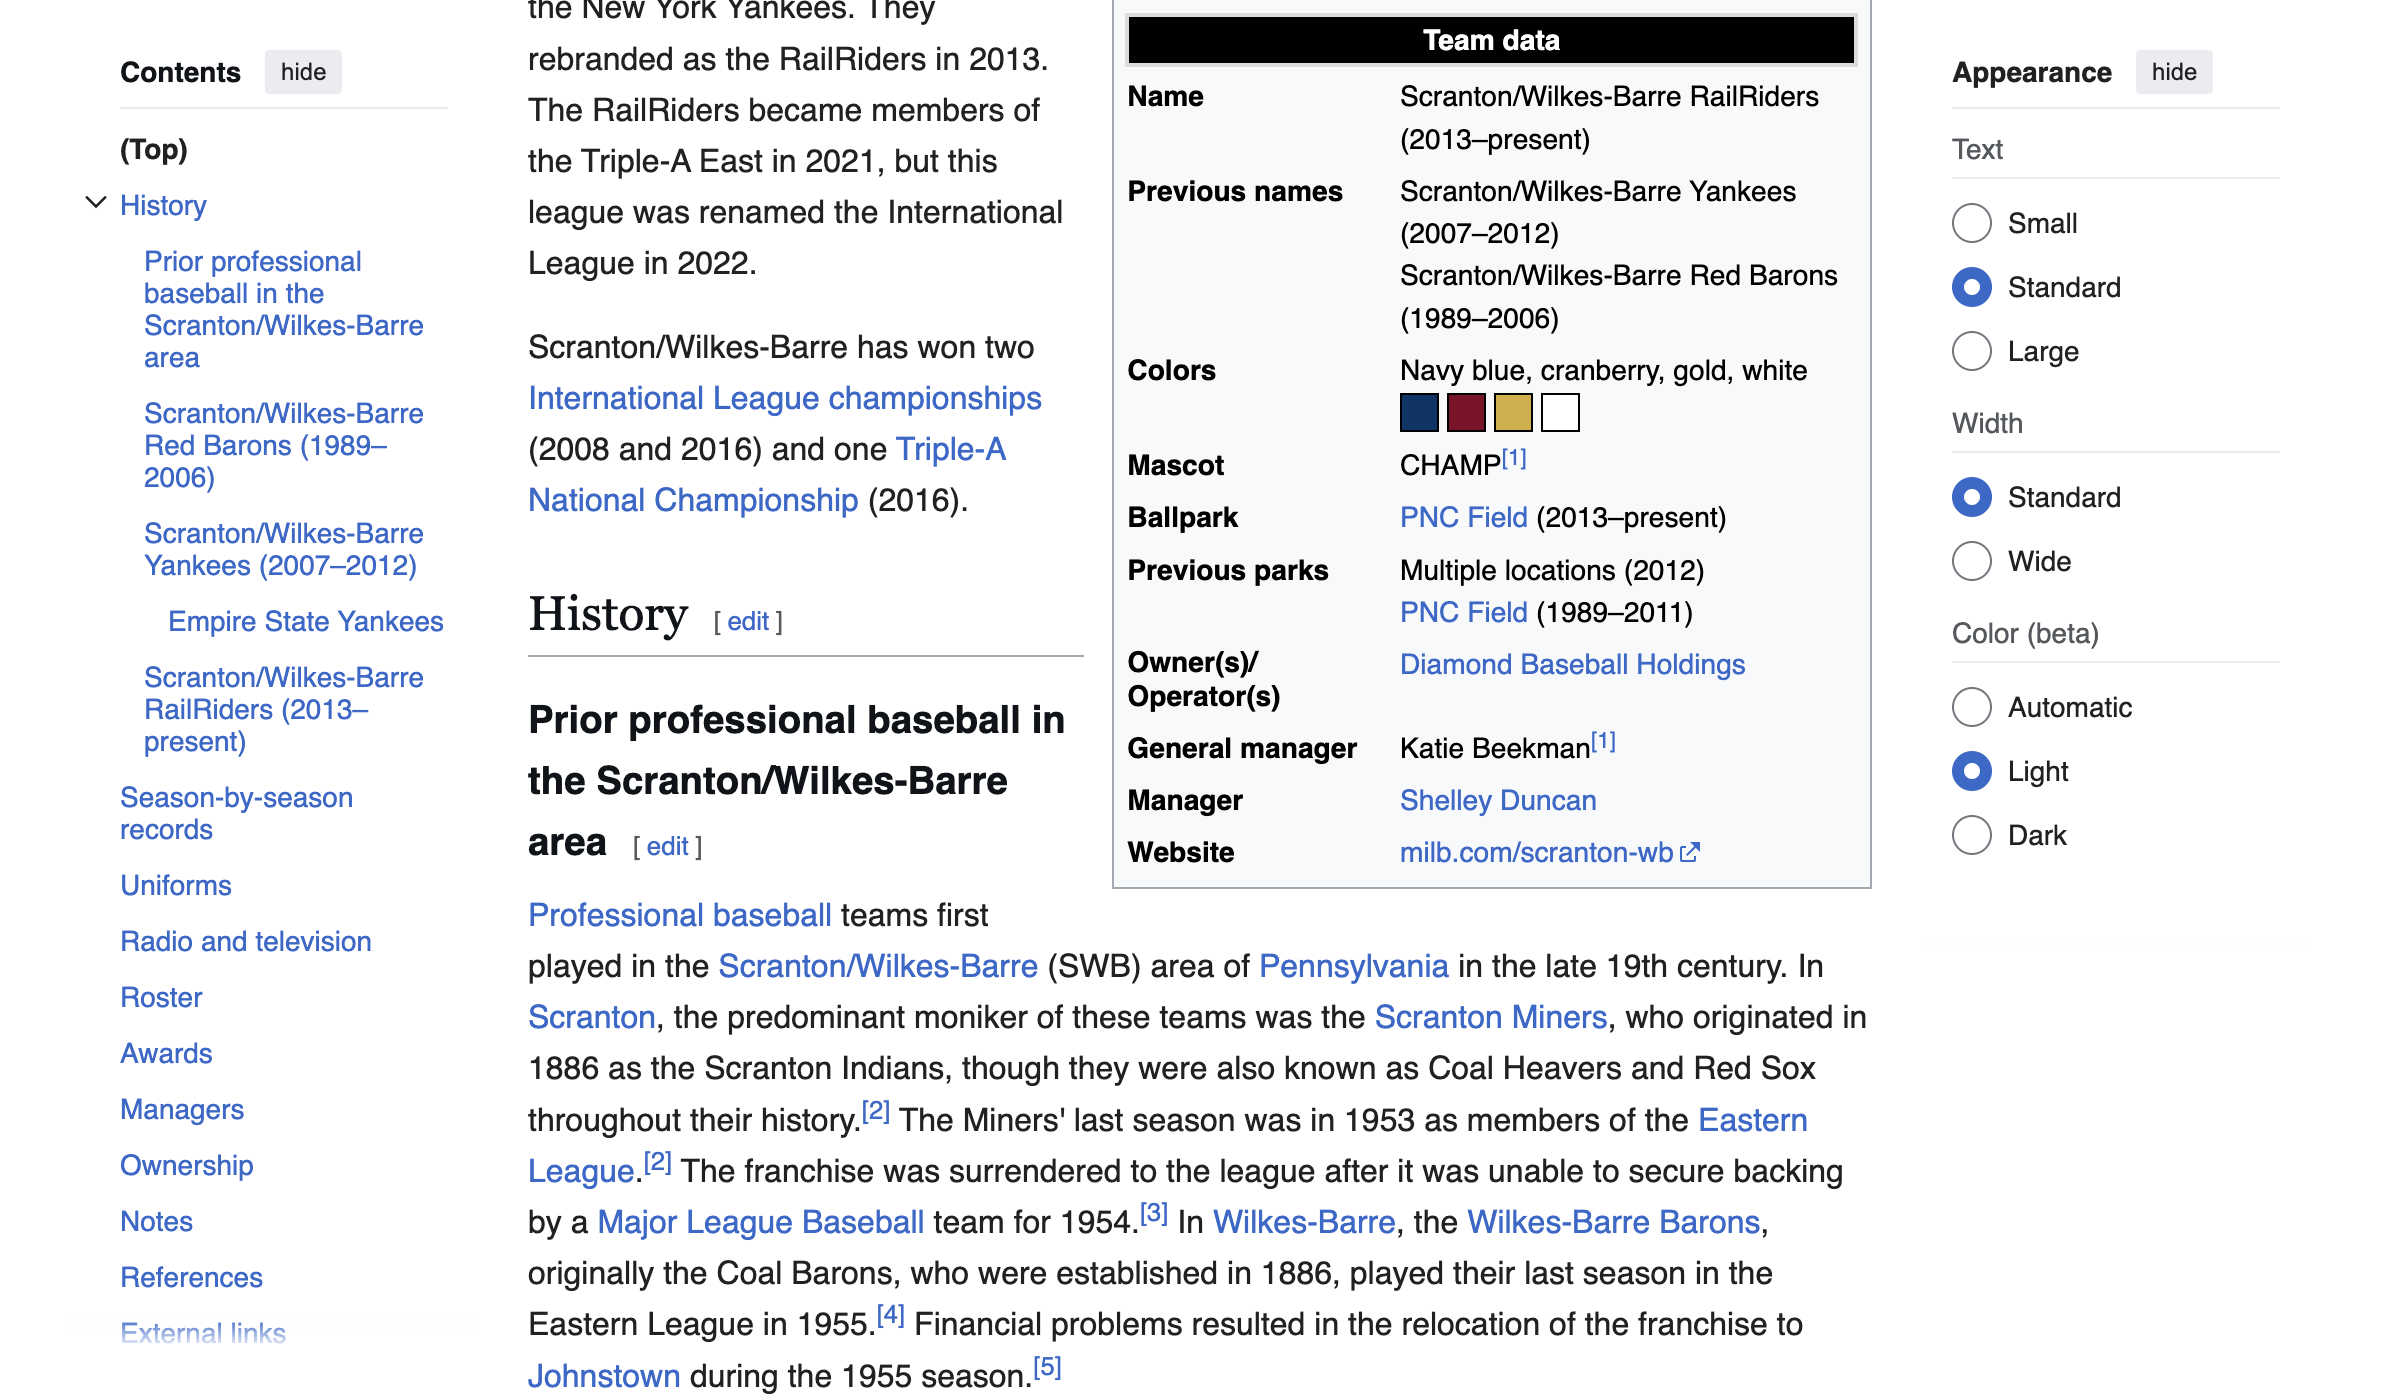 Contents hide
(Top)
History
Prior professional
baseball in the
Scranton/Wilkes-Barre
area
Scranton/Wilkes-Barre
Red Barons (1989–
2006)
Scranton/Wilkes-Barre
Yankees (2007–2012)
Empire State Yankees
Scranton/Wilkes-Barre
RailRiders (2013–
present)
Season-by-season
records
Uniforms
Radio and television
Roster
Awards
Managers
Ownership
Notes
References
External links
the New York Yankees. They
rebranded as the RailRiders in 2013.
The RailRiders became members of
the Triple-A East in 2021, but this
league was renamed the International
League in 2022.
Scranton/Wilkes-Barre has won two
International League championships
(2008 and 2016) and one Triple-A
National Championship (2016).
History [ edit ]
Prior professional baseball in
the Scranton/Wilkes-Barre
area [ edit ]
Professional baseball teams first
played in the Scranton/Wilkes-Barre (SWB) area of Pennsylvania in the late 19th century. In
Scranton, the predominant moniker of these teams was the Scranton Miners, who originated in
1886 as the Scranton Indians, though they were also known as Coal Heavers and Red Sox
throughout their history.[2] The Miners' last season was in 1953 as members of the Eastern
League.[2] The franchise was surrendered to the league after it was unable to secure backing
by a Major League Baseball team for 1954.[3] In Wilkes-Barre, the Wilkes-Barre Barons,
originally the Coal Barons, who were established in 1886, played their last season in the
Eastern League in 1955.[4] Financial problems resulted in the relocation of the franchise to
Johnstown during the 1955 season.[5]
Team data
Name Scranton/Wilkes-Barre RailRiders
(2013–present)
Previous names Scranton/Wilkes-Barre Yankees
(2007–2012)
Scranton/Wilkes-Barre Red Barons
(1989–2006)
Colors Navy blue, cranberry, gold, white
Mascot CHAMP[1]
Ballpark PNC Field (2013–present)
Previous parks Multiple locations (2012)
PNC Field (1989–2011)
Owner(s)/ Diamond Baseball Holdings
Operator(s)
General manager Katie Beekman[1]
Manager Shelley Duncan
Website milb.com/scranton-wb
Appearance hide
Text
Small
Standard
Large
Width
Standard
Wide
Color (beta)
Automatic
Light
Dark